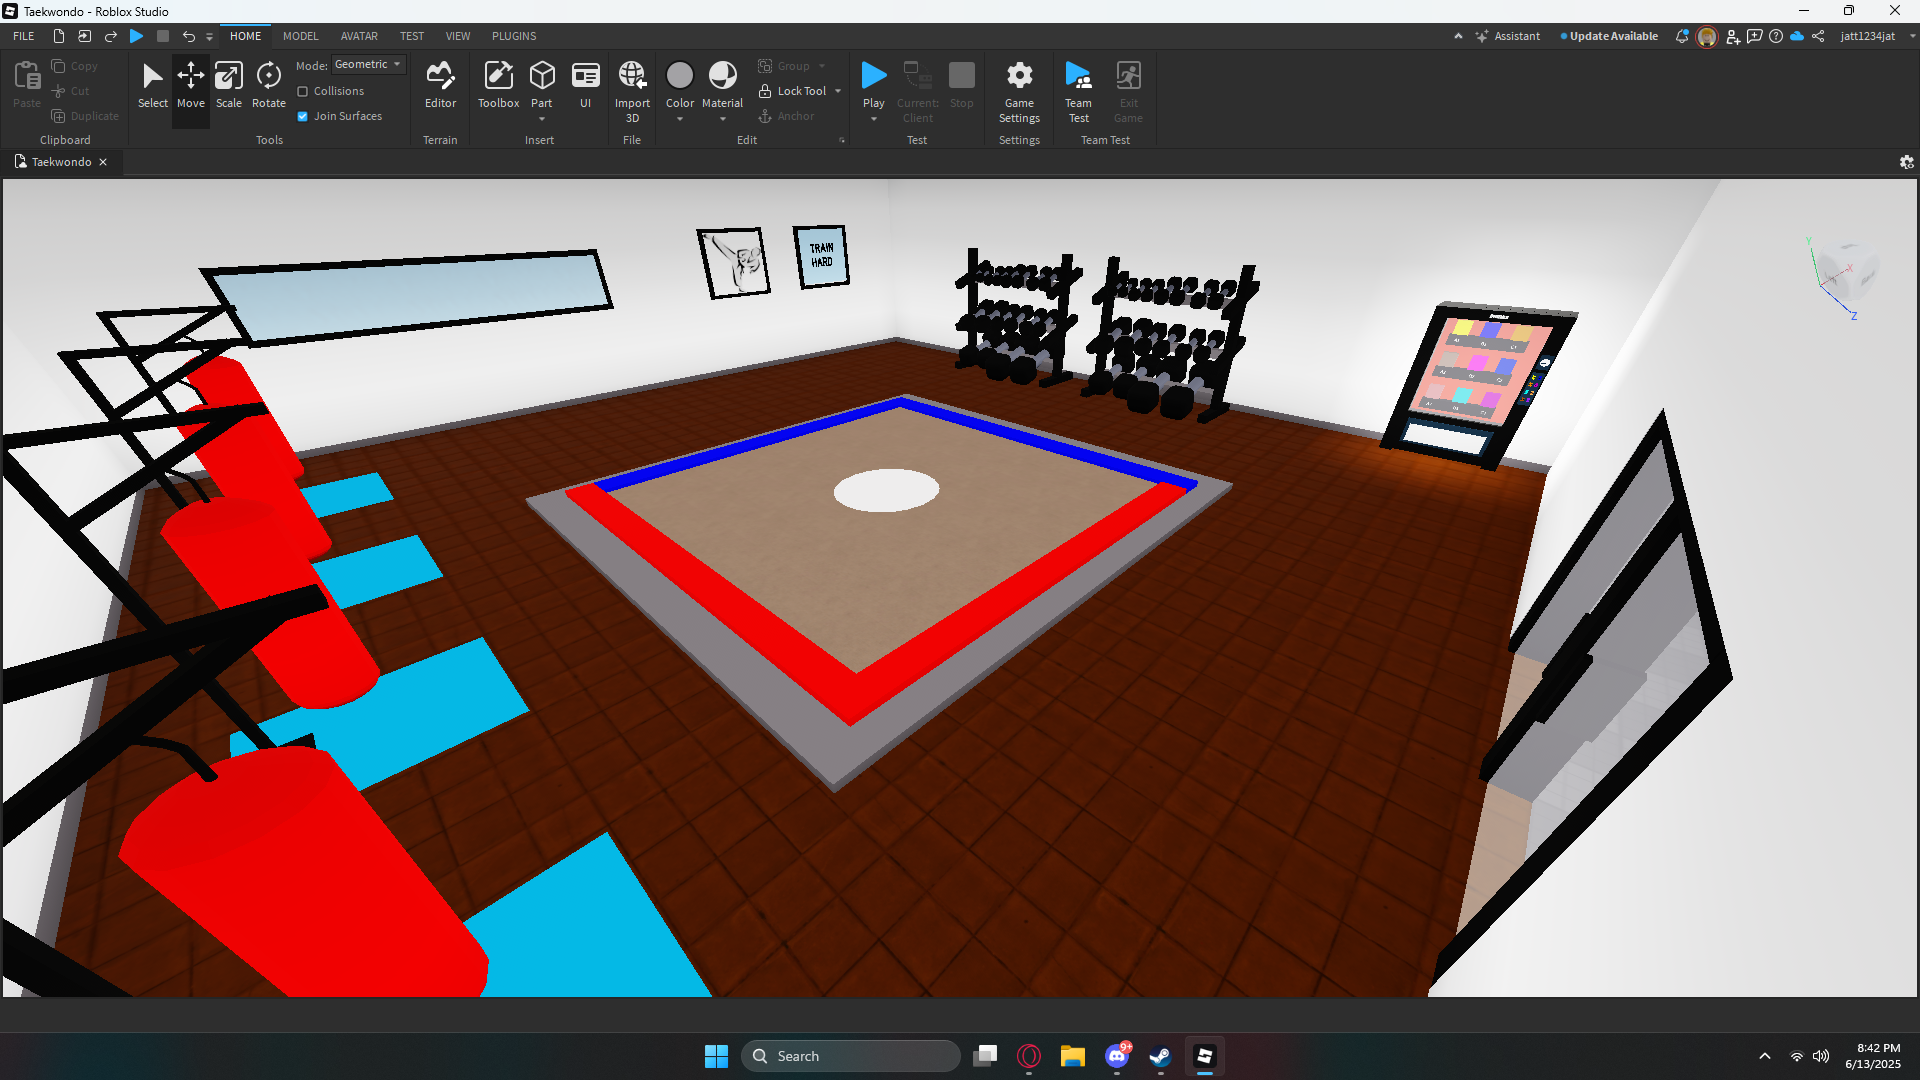 Taekwondo - Roblox Studio
FILE
HOME
MODEL
AVATAR
TEST
VIEW
PLUGINS
Assistant
Update Available
jatt1234jat
Paste
Copy
Cut
Duplicate
Clipboard
Select
Move
Scale
Rotate
Mode:
Geometric
Collisions
Join Surfaces
Tools
Editor
Terrain
Toolbox
Part
UI
Insert
Import
3D
File
Color
Material
Group
Lock Tool
Anchor
Edit
Play
Current:
Client
Stop
Test
Game
Settings
Settings
Team
Test
Exit
Game
Team Test
Taekwondo
TRAIN
HARD
Y
X
Z
Search
9+
8:42 PM
6/13/2025